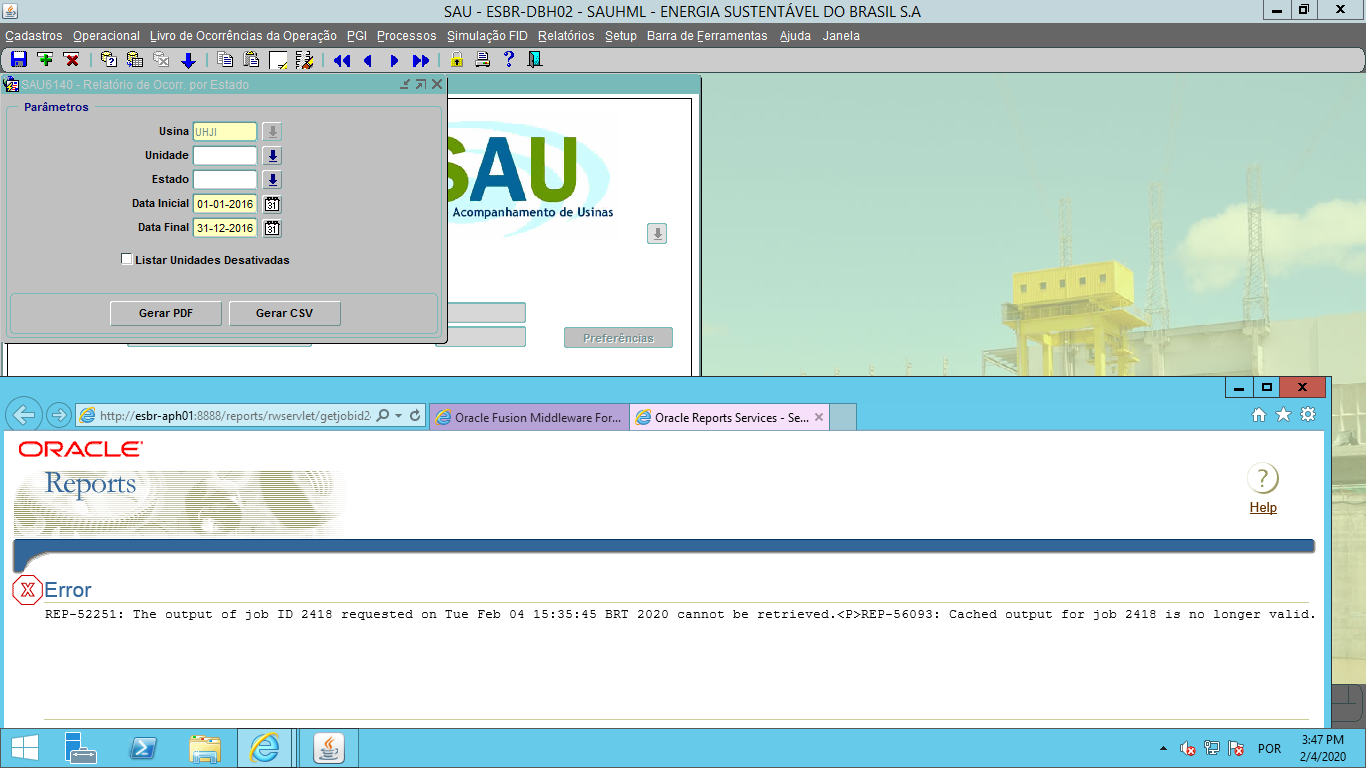 SAU - ESBR-DBH02 - SAUHML - ENERGIA SUSTENTÁVEL DO BRASIL S.A
Cadastros Operacional Livro de Ocorrências da Operação PGI Processos Simulação FID Relatórios Setup Barra de Ferramentas Ajuda Janela
SAU6140 - Relatório de Ocorr. por Estado
Parâmetros
Usina UHJI
Unidade
Estado
Data Inicial 01-01-2016 31
Data Final 31-12-2016 31
Listar Unidades Desativadas
Gerar PDF Gerar CSV
SAU
Acompanhamento de Usinas
Preferências
http://esbr-aph01:8888/reports/rwservlet/getjobid2
Oracle Fusion Middleware For...
Oracle Reports Services - Se...
ORACLE
Reports
?
Help
X Error
REP-52251: The output of job ID 2418 requested on Tue Feb 04 15:35:45 BRT 2020 cannot be retrieved.<P>REP-56093: Cached output for job 2418 is no longer valid.
POR
3:47 PM
2/4/2020